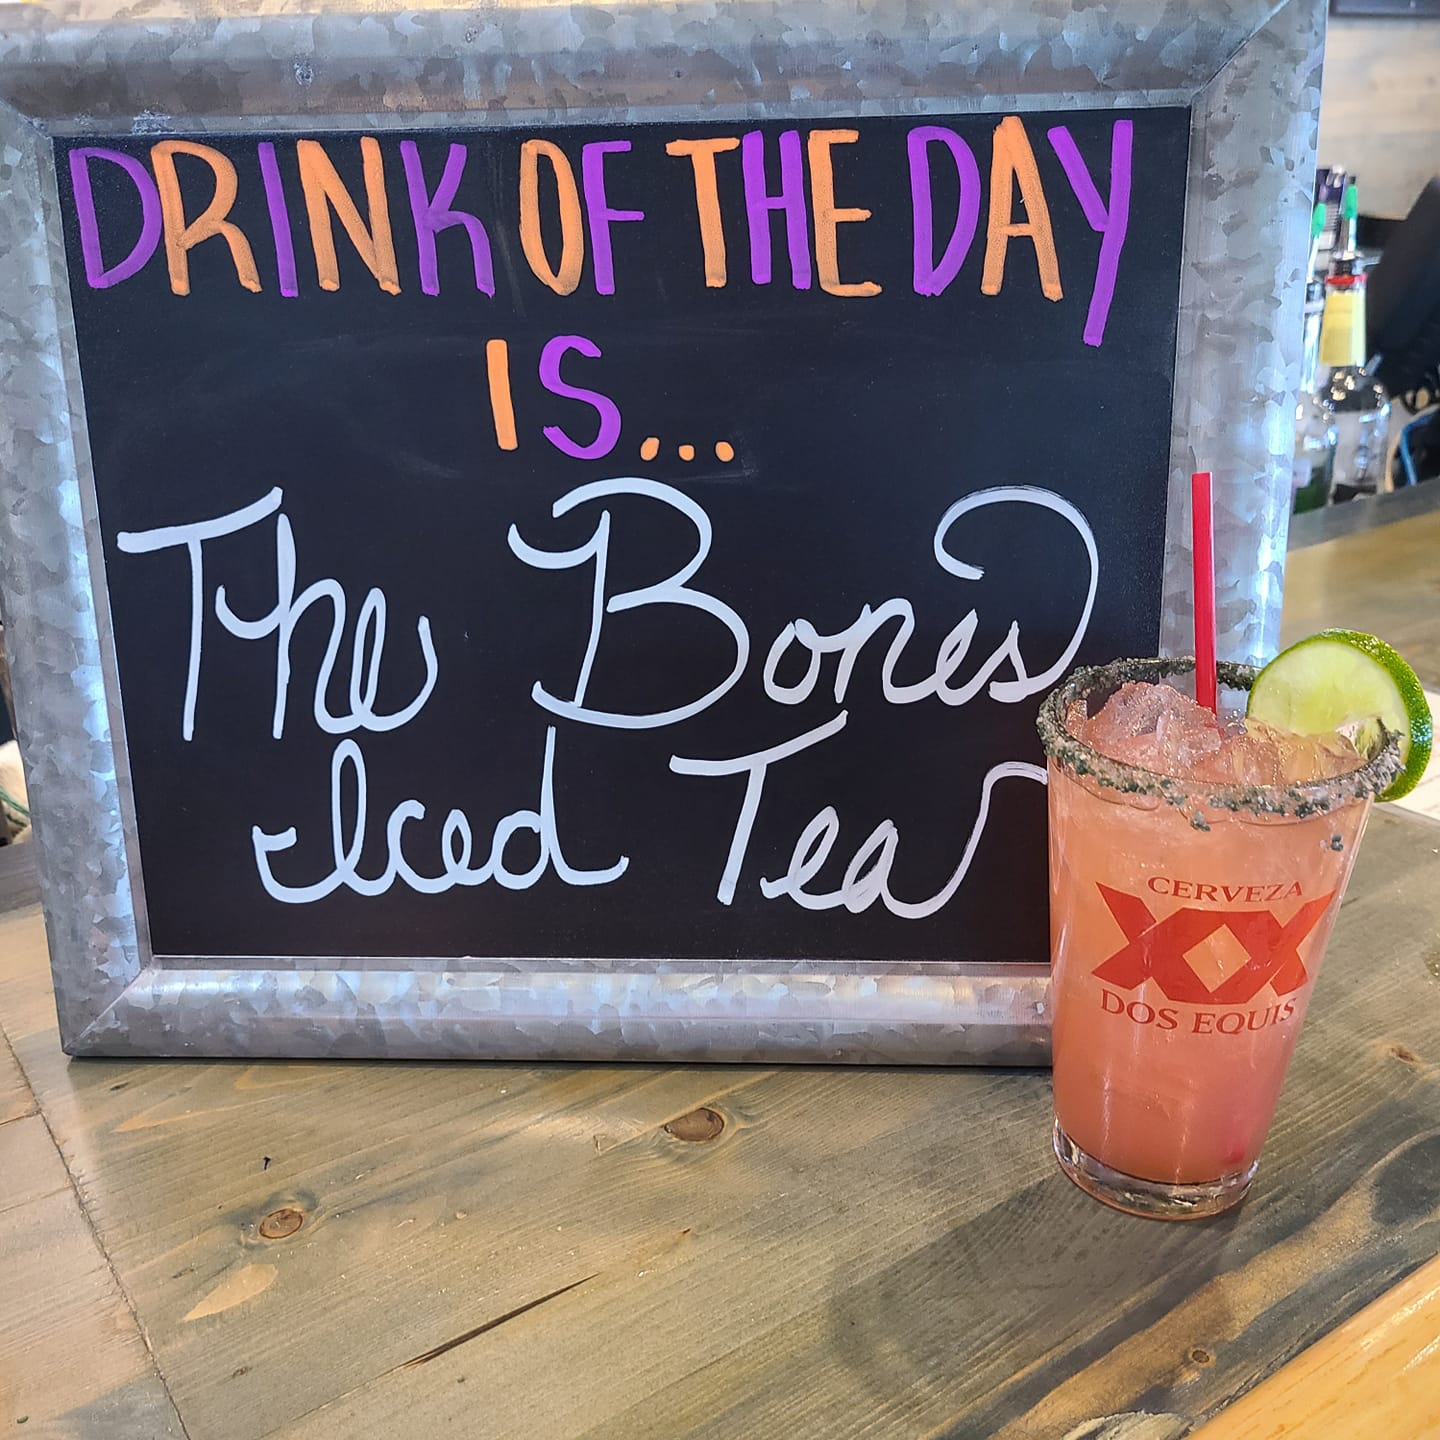 DRINK OF THE DAY
IS...
The Bones
Iced Tea
CERVEZA
XX
DOS EQUIS